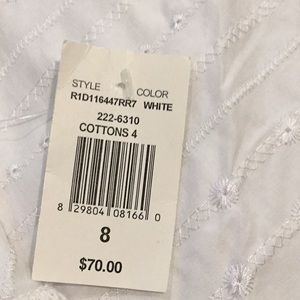 STYLE COLOR
R1D116447RR7 WHITE
222-6310
COTTONS 4
8 29804 08166 0
8
$70.00